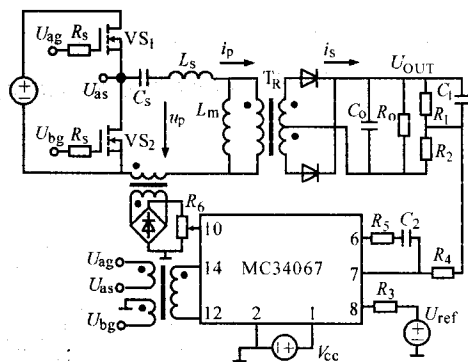 U_ag R_s VS_1
i_p i_s
L_s T_R U_OUT
U_as C_s
L_m C_o R_o R_1 C_1
u_p
U_bg R_s VS_2 R_2
R_6
10 6 R_5 C_2
U_ag 14 MC34067 7 R_4
U_as
U_bg 12 2 1 8 R_3 U_ref
V_cc